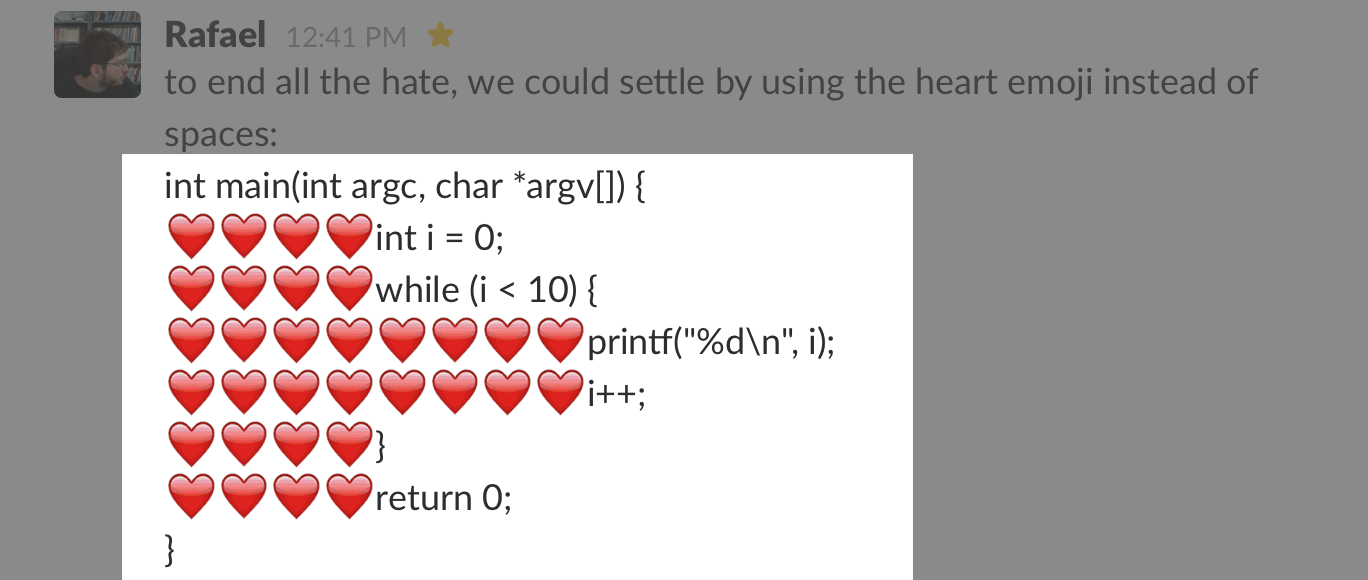 Rafael 12:41 PM ⭐
to end all the hate, we could settle by using the heart emoji instead of
spaces:
int main(int argc, char *argv[]) {
❤️❤️❤️❤️int i = 0;
❤️❤️❤️❤️while (i < 10) {
❤️❤️❤️❤️❤️❤️❤️❤️printf("%d\n", i);
❤️❤️❤️❤️❤️❤️❤️❤️i++;
❤️❤️❤️❤️}
❤️❤️❤️❤️return 0;
}